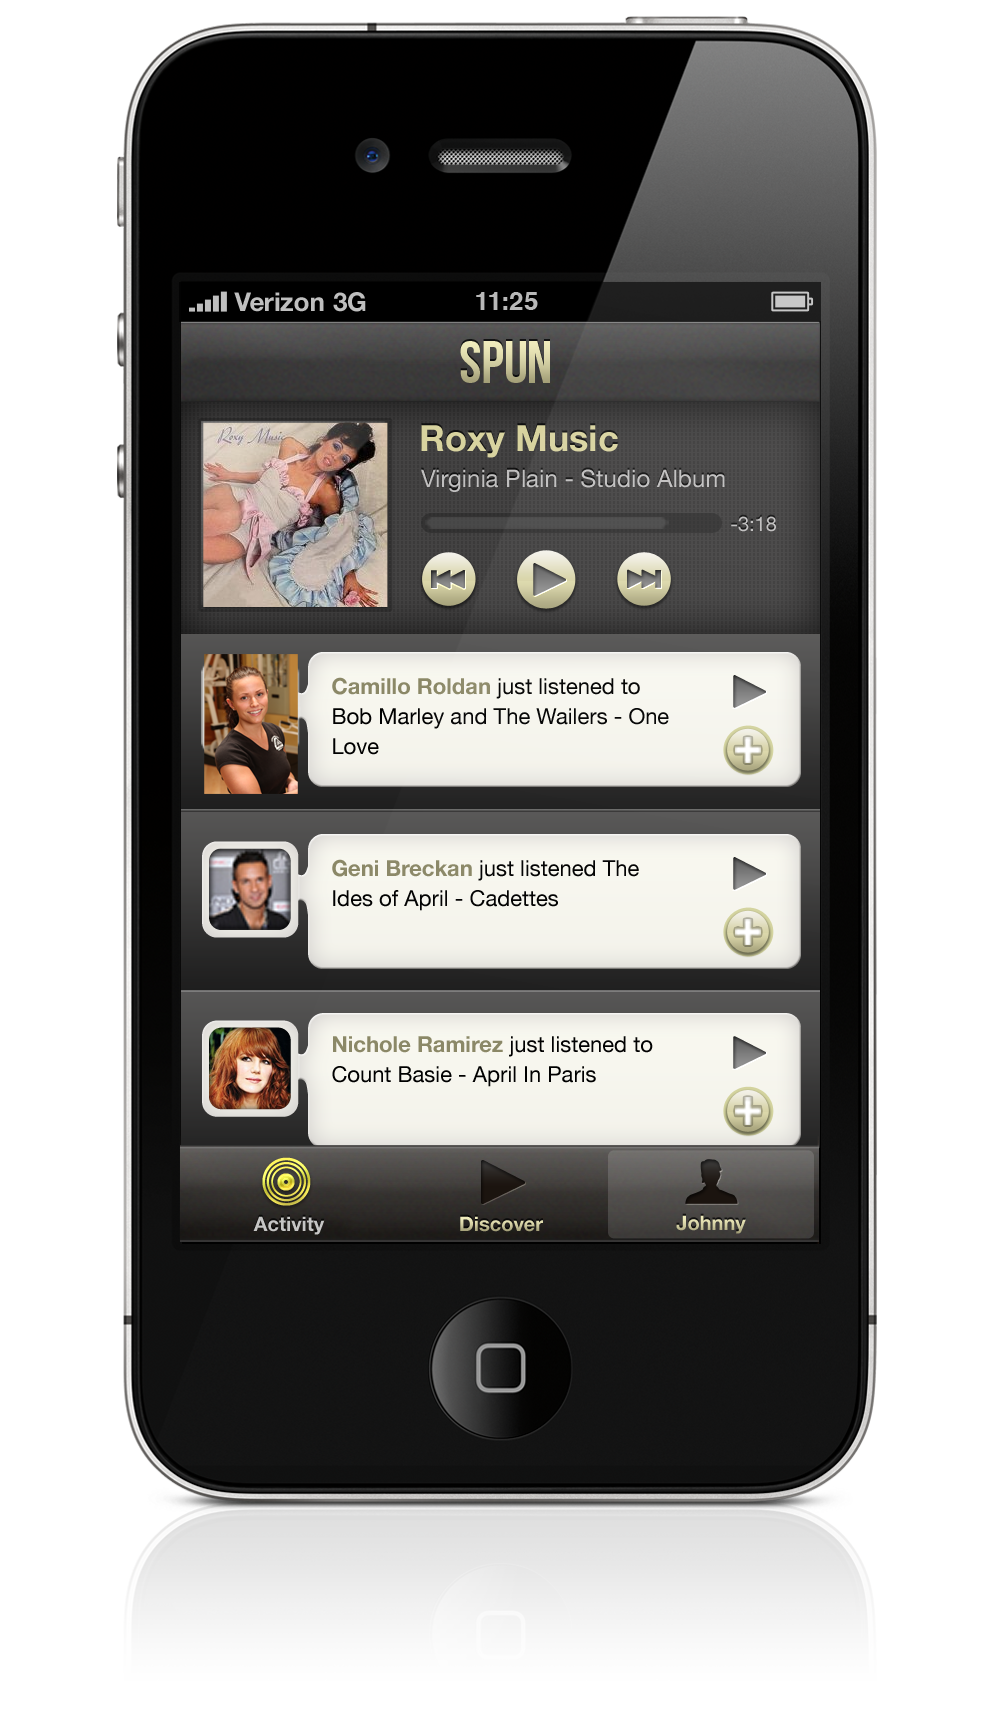 Verizon 3G 11:25
SPUN
Roxy Music
Roxy Music
Virginia Plain - Studio Album
-3:18
Camillo Roldan just listened to
Bob Marley and The Wailers - One
Love
Geni Breckan just listened The
Ides of April - Cadettes
Nichole Ramirez just listened to
Count Basie - April In Paris
Activity
Discover
Johnny